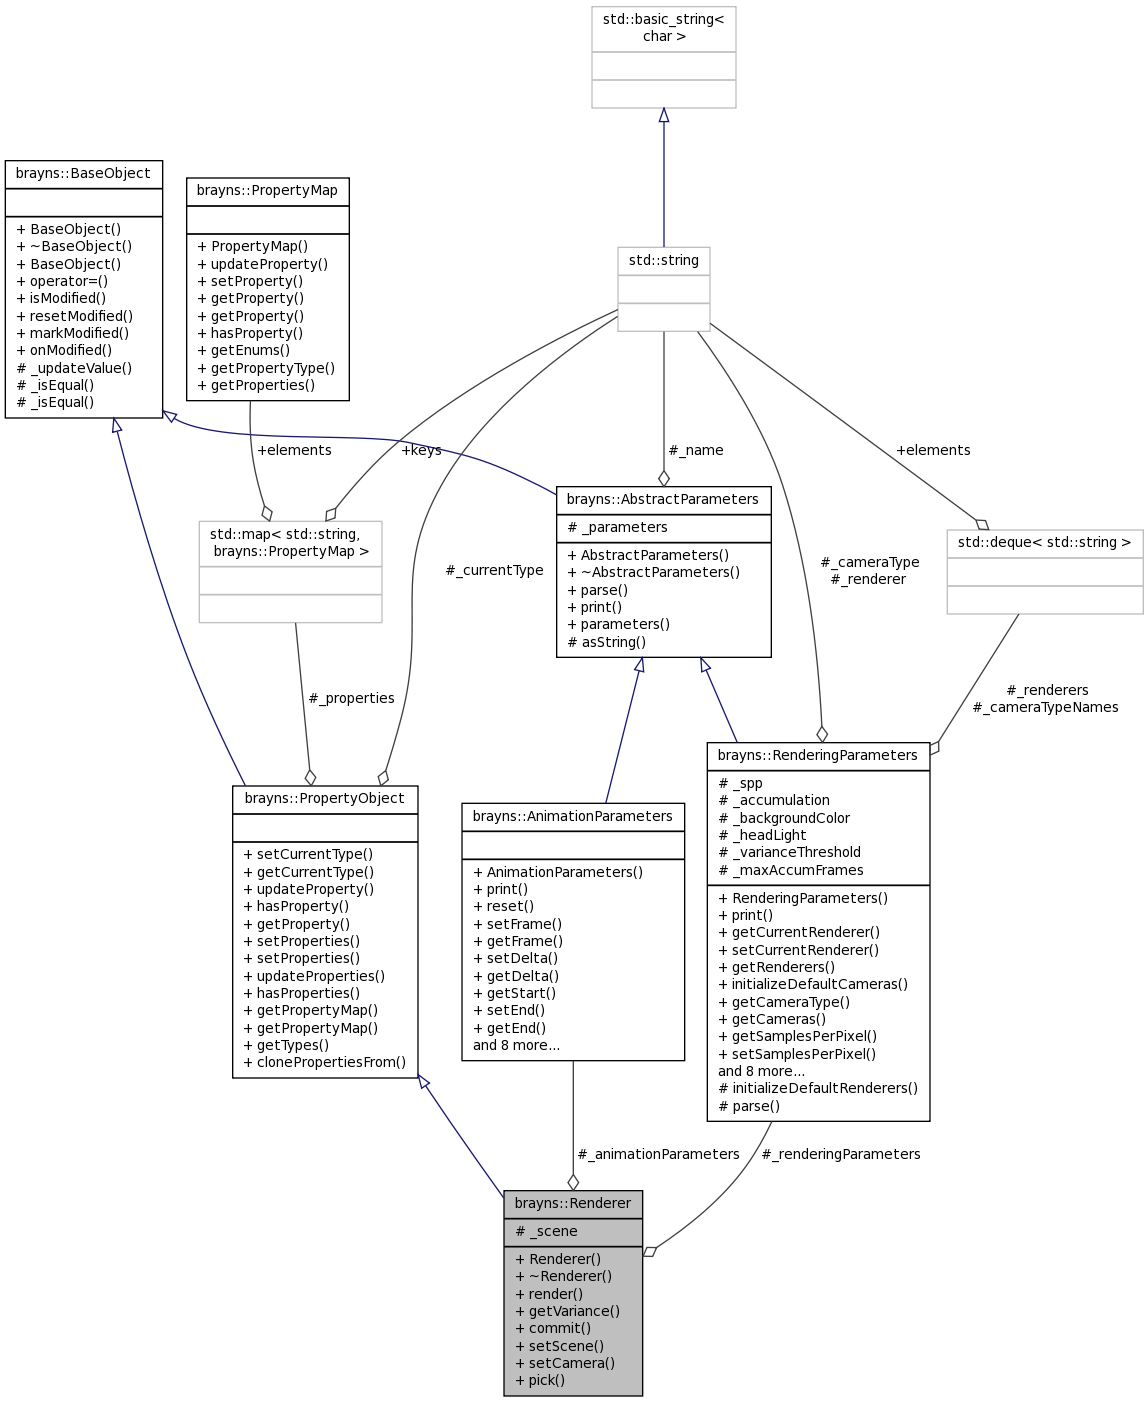 std::basic_string<
char >
brayns::BaseObject
+ BaseObject()
+ ~BaseObject()
+ BaseObject()
+ operator=()
+ isModified()
+ resetModified()
+ markModified()
+ onModified()
# _updateValue()
# _isEqual()
# _isEqual()
brayns::PropertyMap
+ PropertyMap()
+ updateProperty()
+ setProperty()
+ getProperty()
+ getProperty()
+ hasProperty()
+ getEnums()
+ getPropertyType()
+ getProperties()
std::string
+elements
+keys
#_name
+elements
std::map< std::string,
brayns::PropertyMap >
#_currentType
brayns::AbstractParameters
# _parameters
+ AbstractParameters()
+ ~AbstractParameters()
+ parse()
+ print()
+ parameters()
# asString()
#_cameraType
#_renderer
std::deque< std::string >
#_properties
#_renderers
#_cameraTypeNames
brayns::PropertyObject
+ setCurrentType()
+ getCurrentType()
+ updateProperty()
+ hasProperty()
+ getProperty()
+ setProperties()
+ setProperties()
+ updateProperties()
+ hasProperties()
+ getPropertyMap()
+ getPropertyMap()
+ getTypes()
+ clonePropertiesFrom()
brayns::AnimationParameters
+ AnimationParameters()
+ print()
+ reset()
+ setFrame()
+ getFrame()
+ setDelta()
+ getDelta()
+ getStart()
+ setEnd()
+ getEnd()
and 8 more...
brayns::RenderingParameters
# _spp
# _accumulation
# _backgroundColor
# _headLight
# _varianceThreshold
# _maxAccumFrames
+ RenderingParameters()
+ print()
+ getCurrentRenderer()
+ setCurrentRenderer()
+ getRenderers()
+ initializeDefaultCameras()
+ getCameraType()
+ getCameras()
+ getSamplesPerPixel()
+ setSamplesPerPixel()
and 8 more...
# initializeDefaultRenderers()
# parse()
#_animationParameters
#_renderingParameters
brayns::Renderer
# _scene
+ Renderer()
+ ~Renderer()
+ render()
+ getVariance()
+ commit()
+ setScene()
+ setCamera()
+ pick()